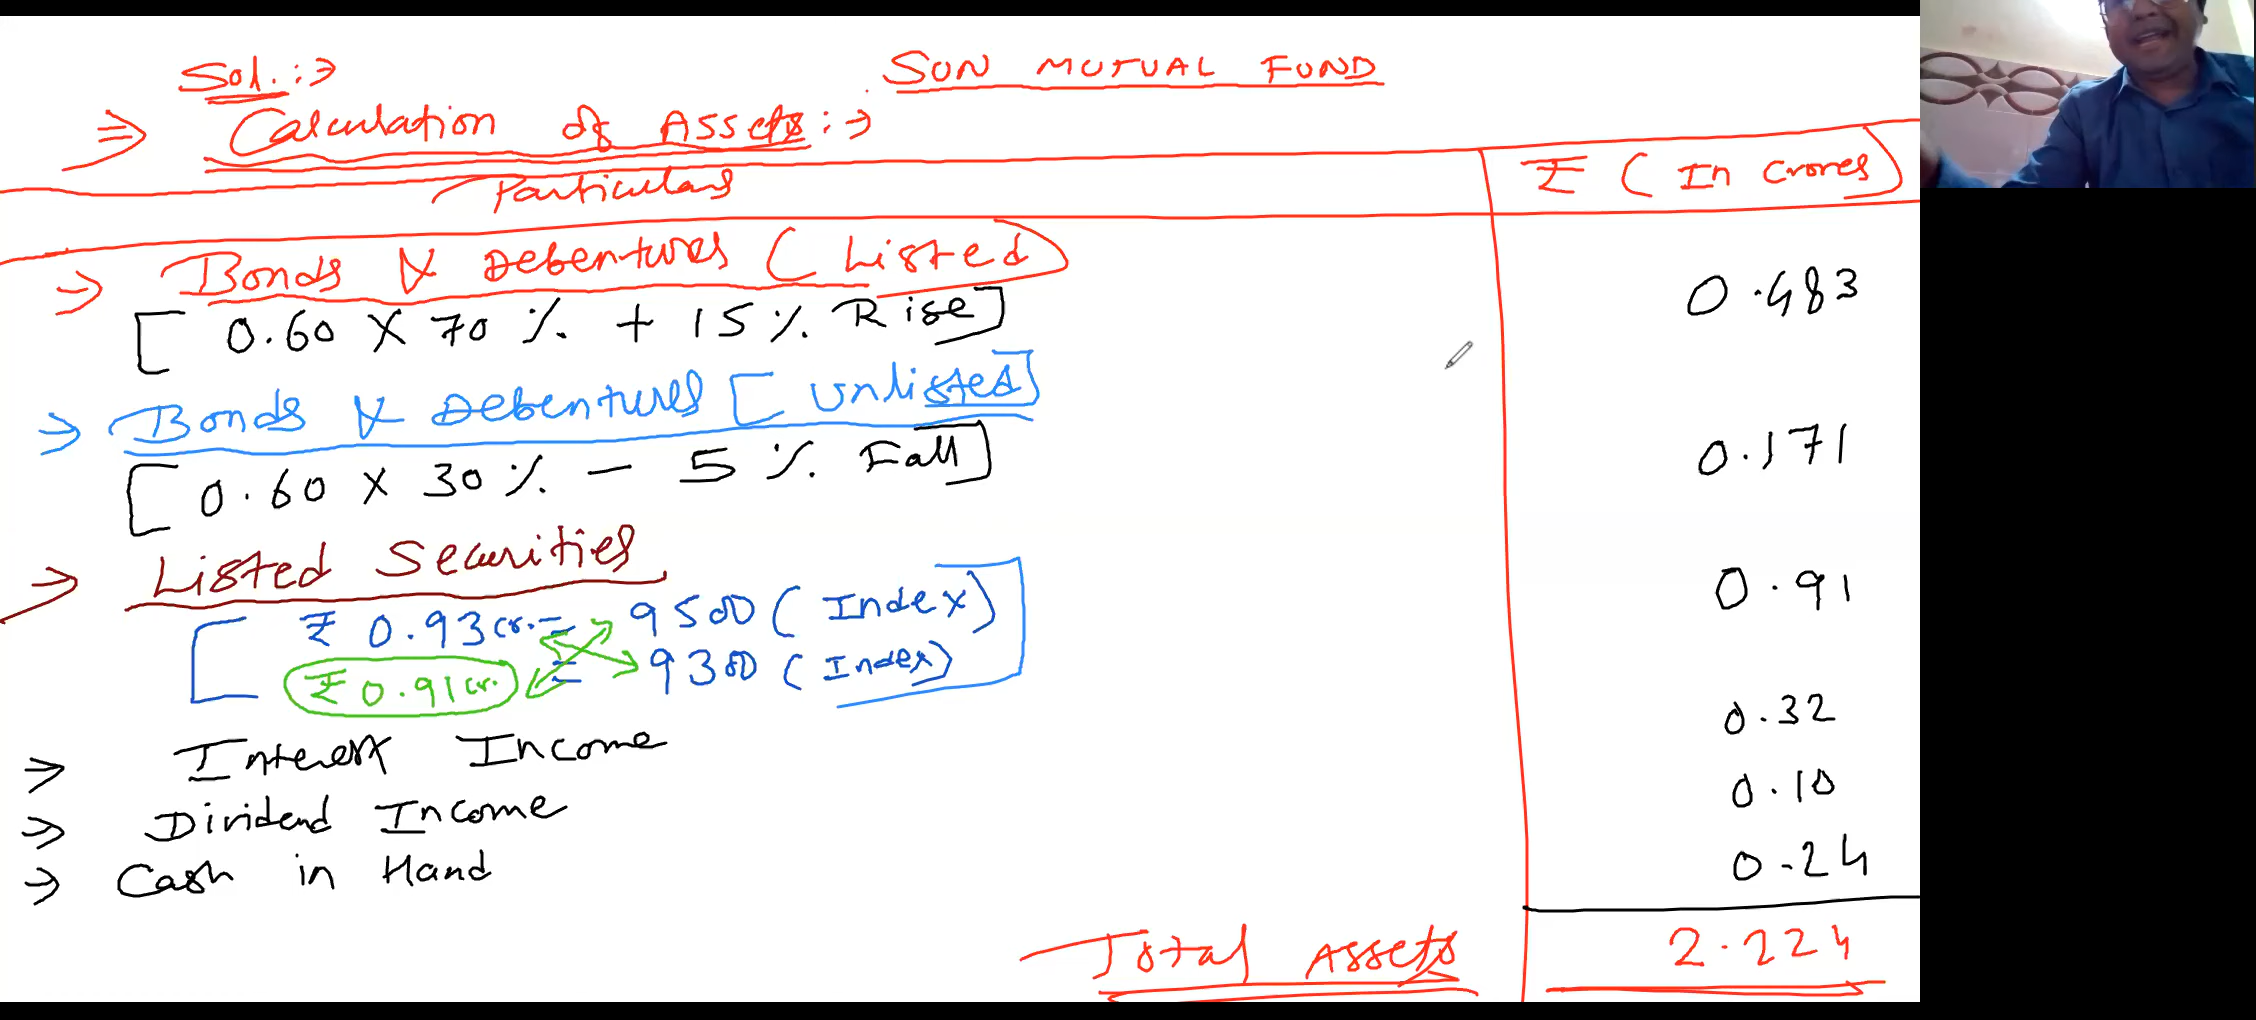 Sol.:⇒
SUN MUTUAL FUND
⇒ Calculation of Assets:→
Particulars
₹ (In Crores)
⇒ Bonds & Debentures (Listed)
0.483
[0.60 X 70 % + 15 % Rise]
⇒ Bonds & Debentures [Unlisted]
[0.60 X 30 % - 5 % Fall]
0.171
⇒ Listed Securities
0.91
[₹ 0.93 cr. = 9500 (Index)
₹ 0.91 cr. = 9300 (Index)]
⇒ Interest Income
0.32
⇒ Dividend Income
0.10
⇒ Cash in Hand
0.24
Total Assets
2.224